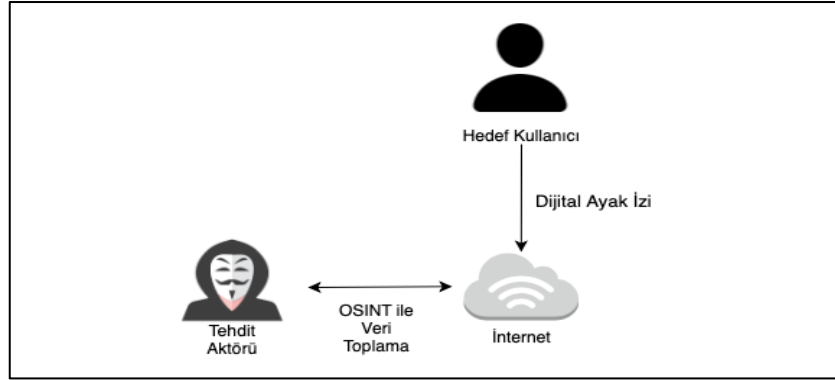 Hedef Kullanıcı
Dijital Ayak İzi
Tehdit
Aktörü
OSINT ile
Veri
Toplama
İnternet